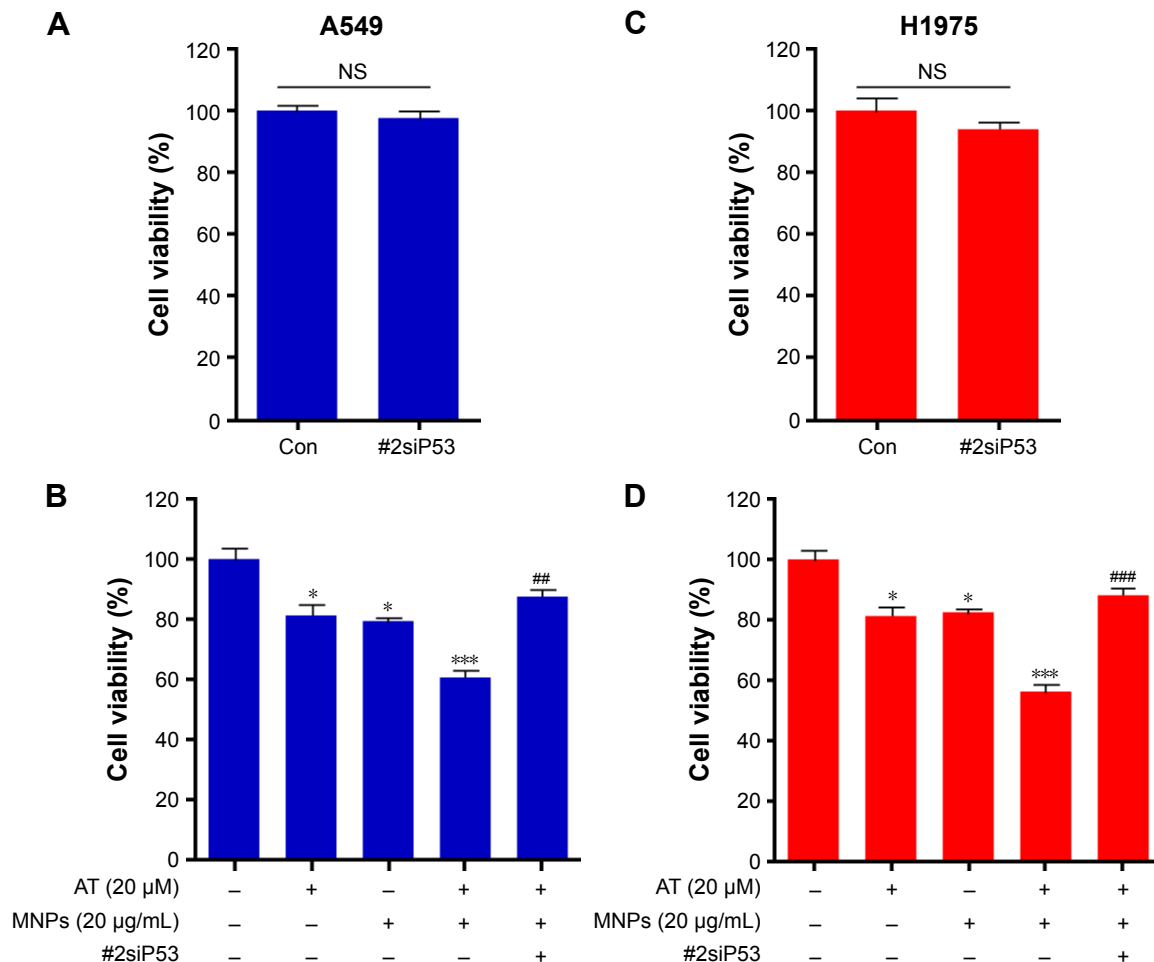 A
A549
120
100
80
60
40
20
0
Cell viability (%)
NS
Con #2siP53
C
H1975
120
100
80
60
40
20
0
Cell viability (%)
NS
Con #2siP53
B
120
100
80
60
40
20
0
Cell viability (%)
* * *** ##
AT (20 µM) – + – + +
MNPs (20 µg/mL) – – + + +
#2siP53 – – – – +
D
120
100
80
60
40
20
0
Cell viability (%)
* * *** ###
AT (20 µM) – + – + +
MNPs (20 µg/mL) – – + + +
#2siP53 – – – – +